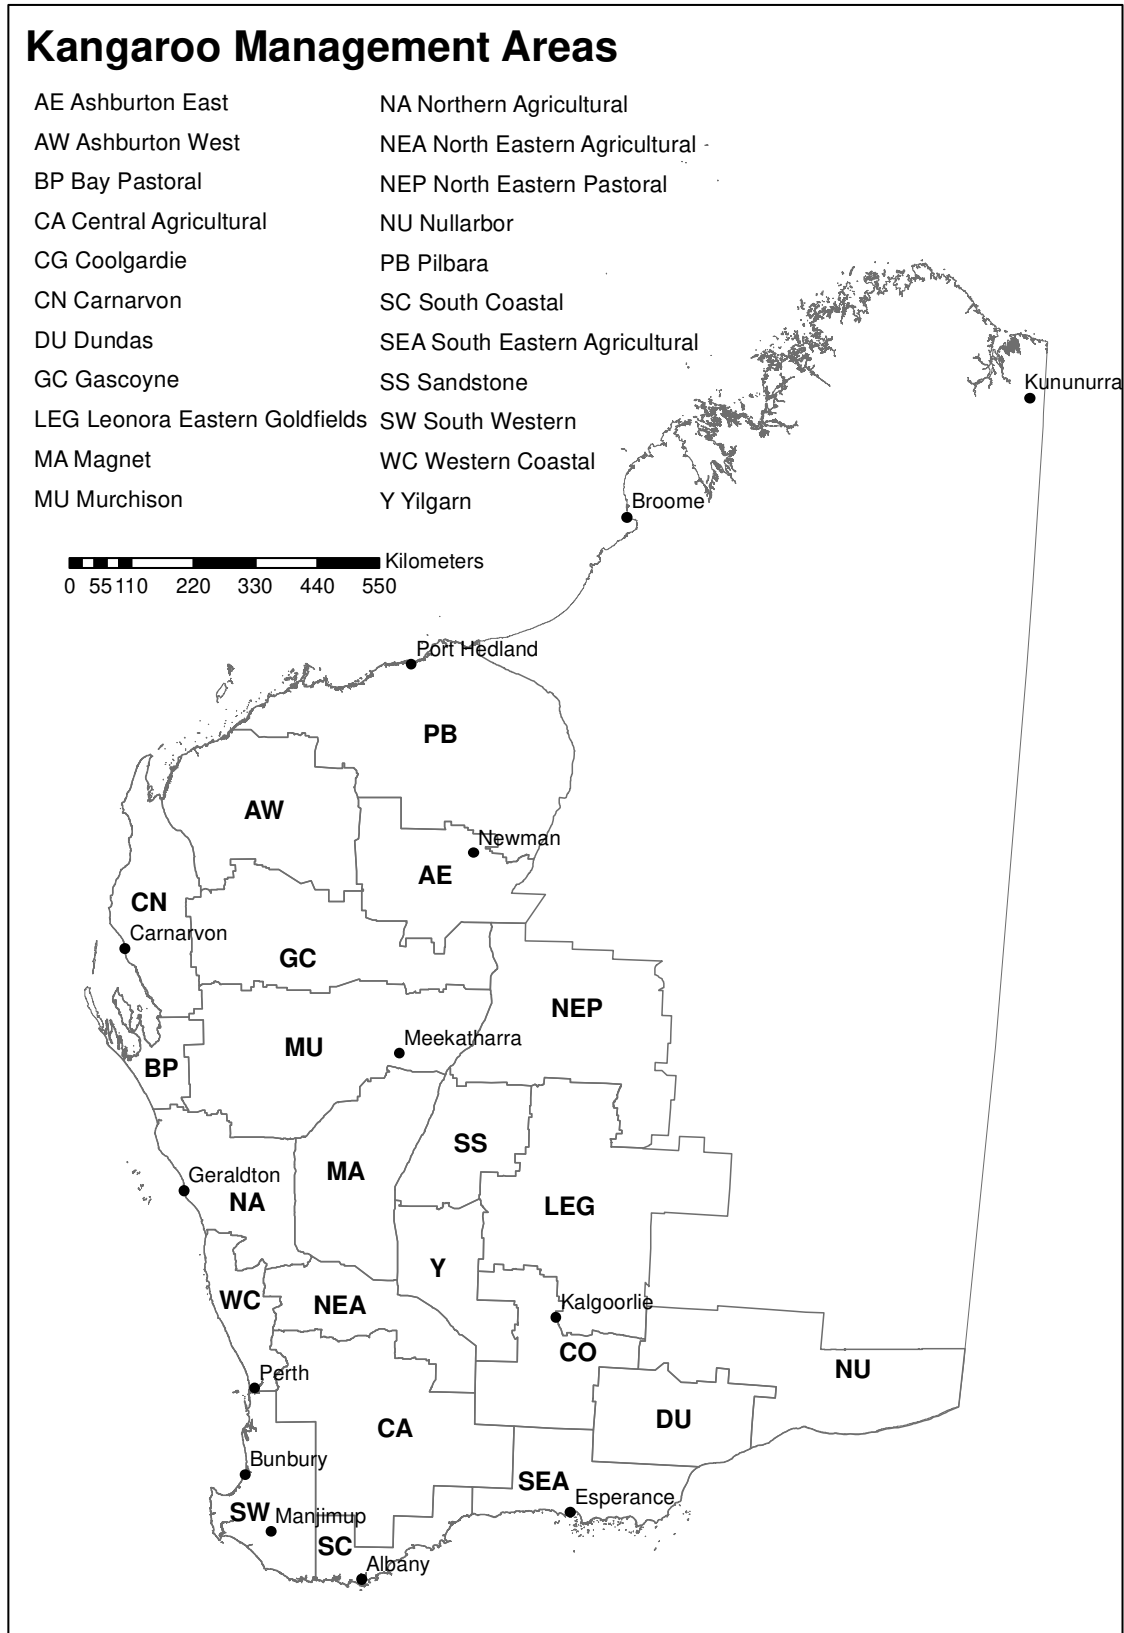 Kangaroo Management Areas
AE Ashburton East
AW Ashburton West
BP Bay Pastoral
CA Central Agricultural
CG Coolgardie
CN Carnarvon
DU Dundas
GC Gascoyne
LEG Leonora Eastern Goldfields
MA Magnet
MU Murchison
NA Northern Agricultural
NEA North Eastern Agricultural
NEP North Eastern Pastoral
NU Nullarbor
PB Pilbara
SC South Coastal
SEA South Eastern Agricultural
SS Sandstone
SW South Western
WC Western Coastal
Y Yilgarn
Kilometers
0 55 110 220 330 440 550
Kununurra
Broome
Port Hedland
PB
AW
Newman
AE
CN
Carnarvon
GC
NEP
Meekatharra
MU
BP
SS
MA
Geraldton
NA
LEG
Y
WC
NEA
Kalgoorlie
CO
NU
Perth
DU
CA
Bunbury
SEA
Esperance
SW
Manjimup
SC
Albany